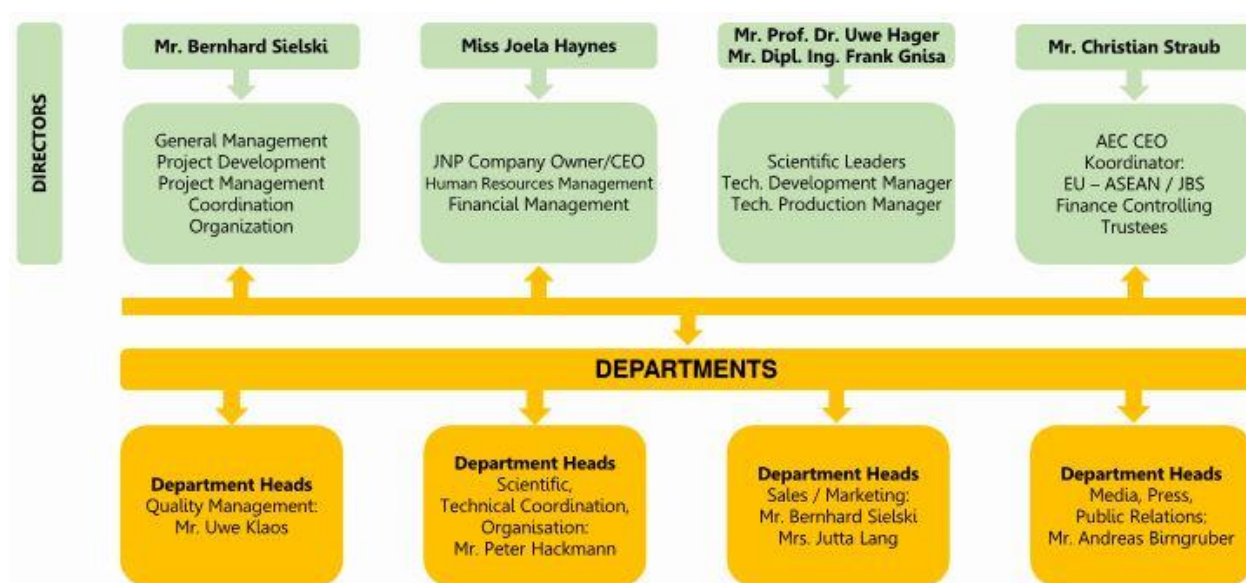 DIRECTORS
Mr. Bernhard Sielski
General Management
Project Development
Project Management
Coordination
Organization
Miss Joela Haynes
JNP Company Owner/CEO
Human Resources Management
Financial Management
Mr. Prof. Dr. Uwe Hager
Mr. Dipl. Ing. Frank Gnisa
Scientific Leaders
Tech. Development Manager
Tech. Production Manager
Mr. Christian Straub
AEC CEO
Koordinator:
EU – ASEAN / JBS
Finance Controlling
Trustees
DEPARTMENTS
Department Heads
Quality Management:
Mr. Uwe Klaos
Department Heads
Scientific,
Technical Coordination,
Organisation:
Mr. Peter Hackmann
Department Heads
Sales / Marketing:
Mr. Bernhard Sielski
Mrs. Jutta Lang
Department Heads
Media, Press,
Public Relations:
Mr. Andreas Birngruber